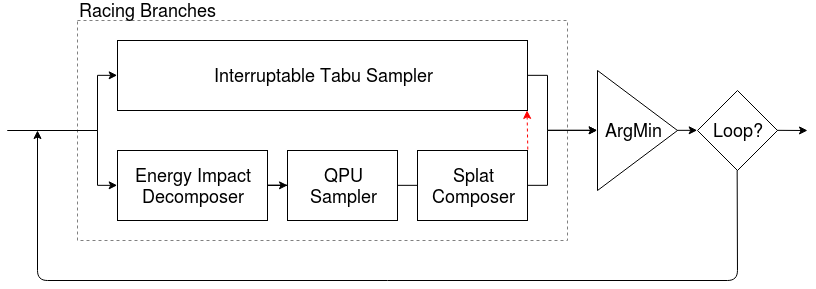 Racing Branches
Interruptable Tabu Sampler
Energy Impact
Decomposer
QPU
Sampler
Splat
Composer
ArgMin
Loop?